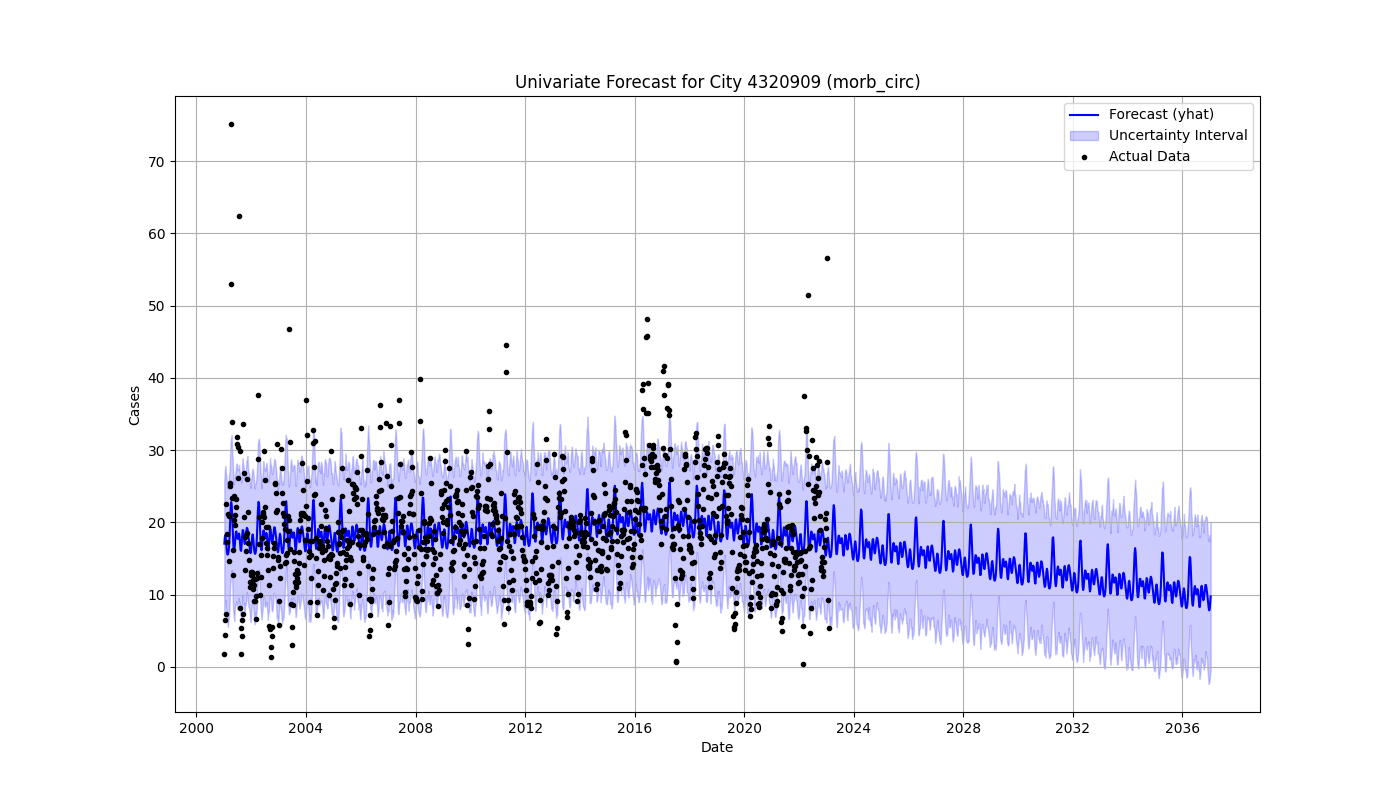 Univariate Forecast for City 4320909 (morb_circ)
Forecast (yhat)
Uncertainty Interval
Actual Data
70
60
50
40
30
20
10
0
Cases
2000 2004 2008 2012 2016 2020 2024 2028 2032 2036
Date